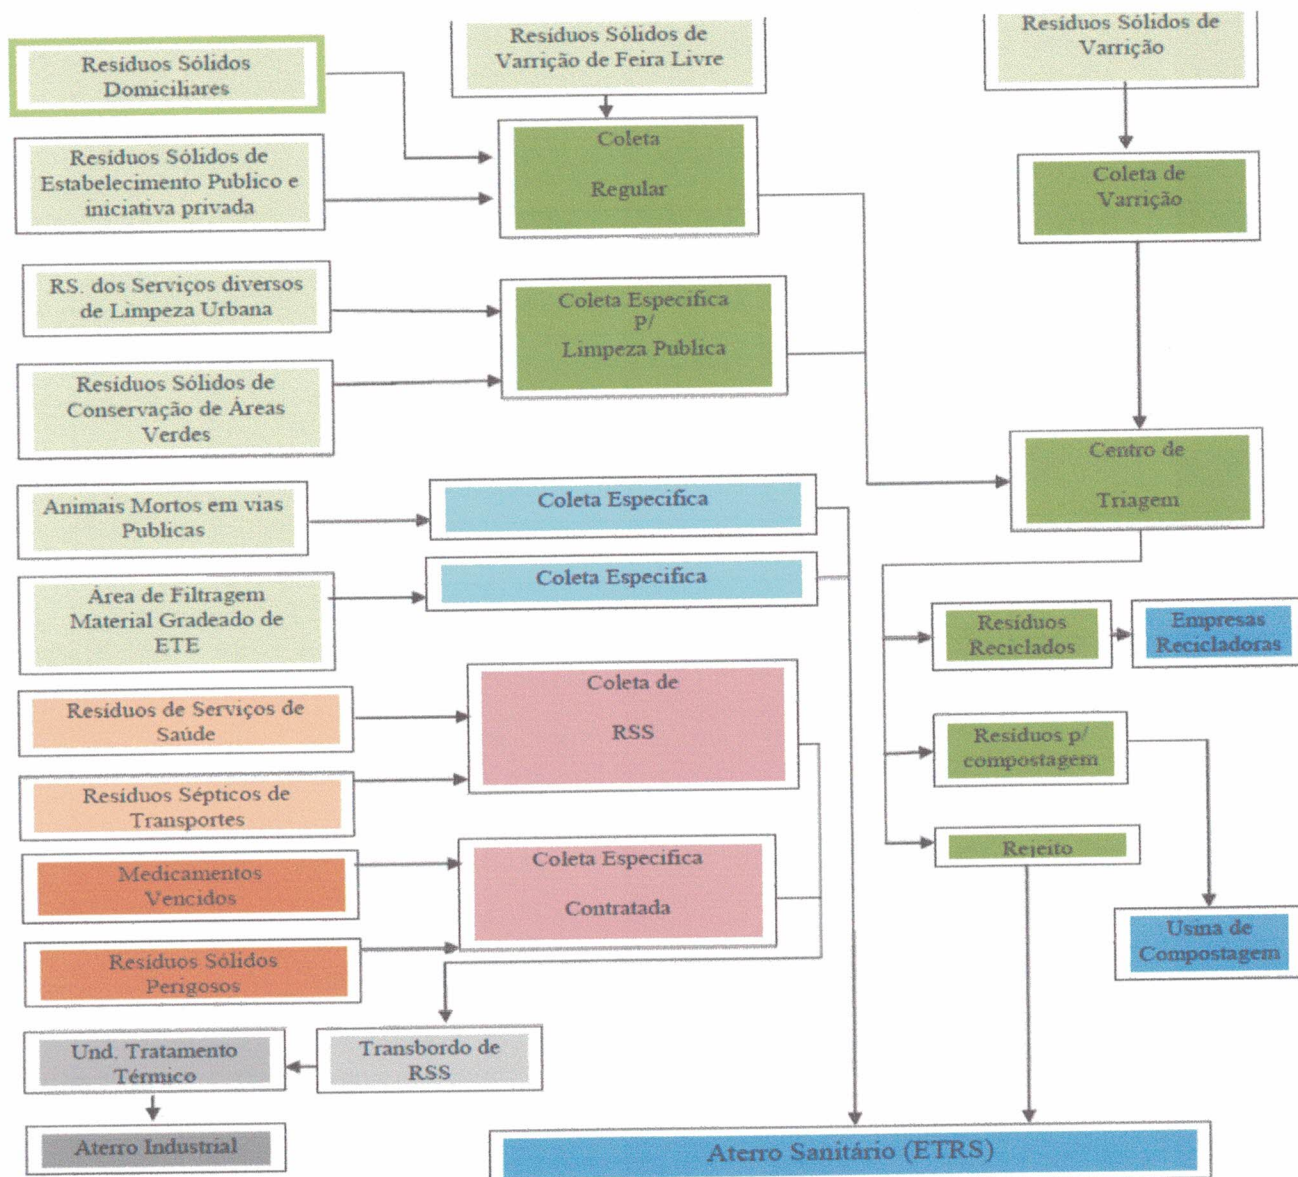 Resíduos Sólidos
Domiciliares
Resíduos Sólidos de
Varrição de Feira Livre
Resíduos Sólidos de
Varrição
Resíduos Sólidos de
Estabelecimento Publico e
iniciativa privada
Coleta
Regular
Coleta de
Varrição
RS. dos Serviços diversos
de Limpeza Urbana
Coleta Especifica
P/
Limpeza Publica
Resíduos Sólidos de
Conservação de Áreas
Verdes
Centro de
Triagem
Animais Mortos em vias
Publicas
Coleta Especifica
Área de Filtragem
Material Gradeado de
ETE
Coleta Especifica
Resíduos
Reciclados
Empresas
Recicladoras
Resíduos de Serviços de
Saúde
Coleta de
RSS
Resíduos p/
compostagem
Resíduos Sépticos de
Transportes
Rejeito
Medicamentos
Vencidos
Coleta Especifica
Contratada
Usina de
Compostagem
Resíduos Sólidos
Perigosos
Und. Tratamento
Térmico
Transbordo de
RSS
Aterro Industrial
Aterro Sanitário (ETRS)